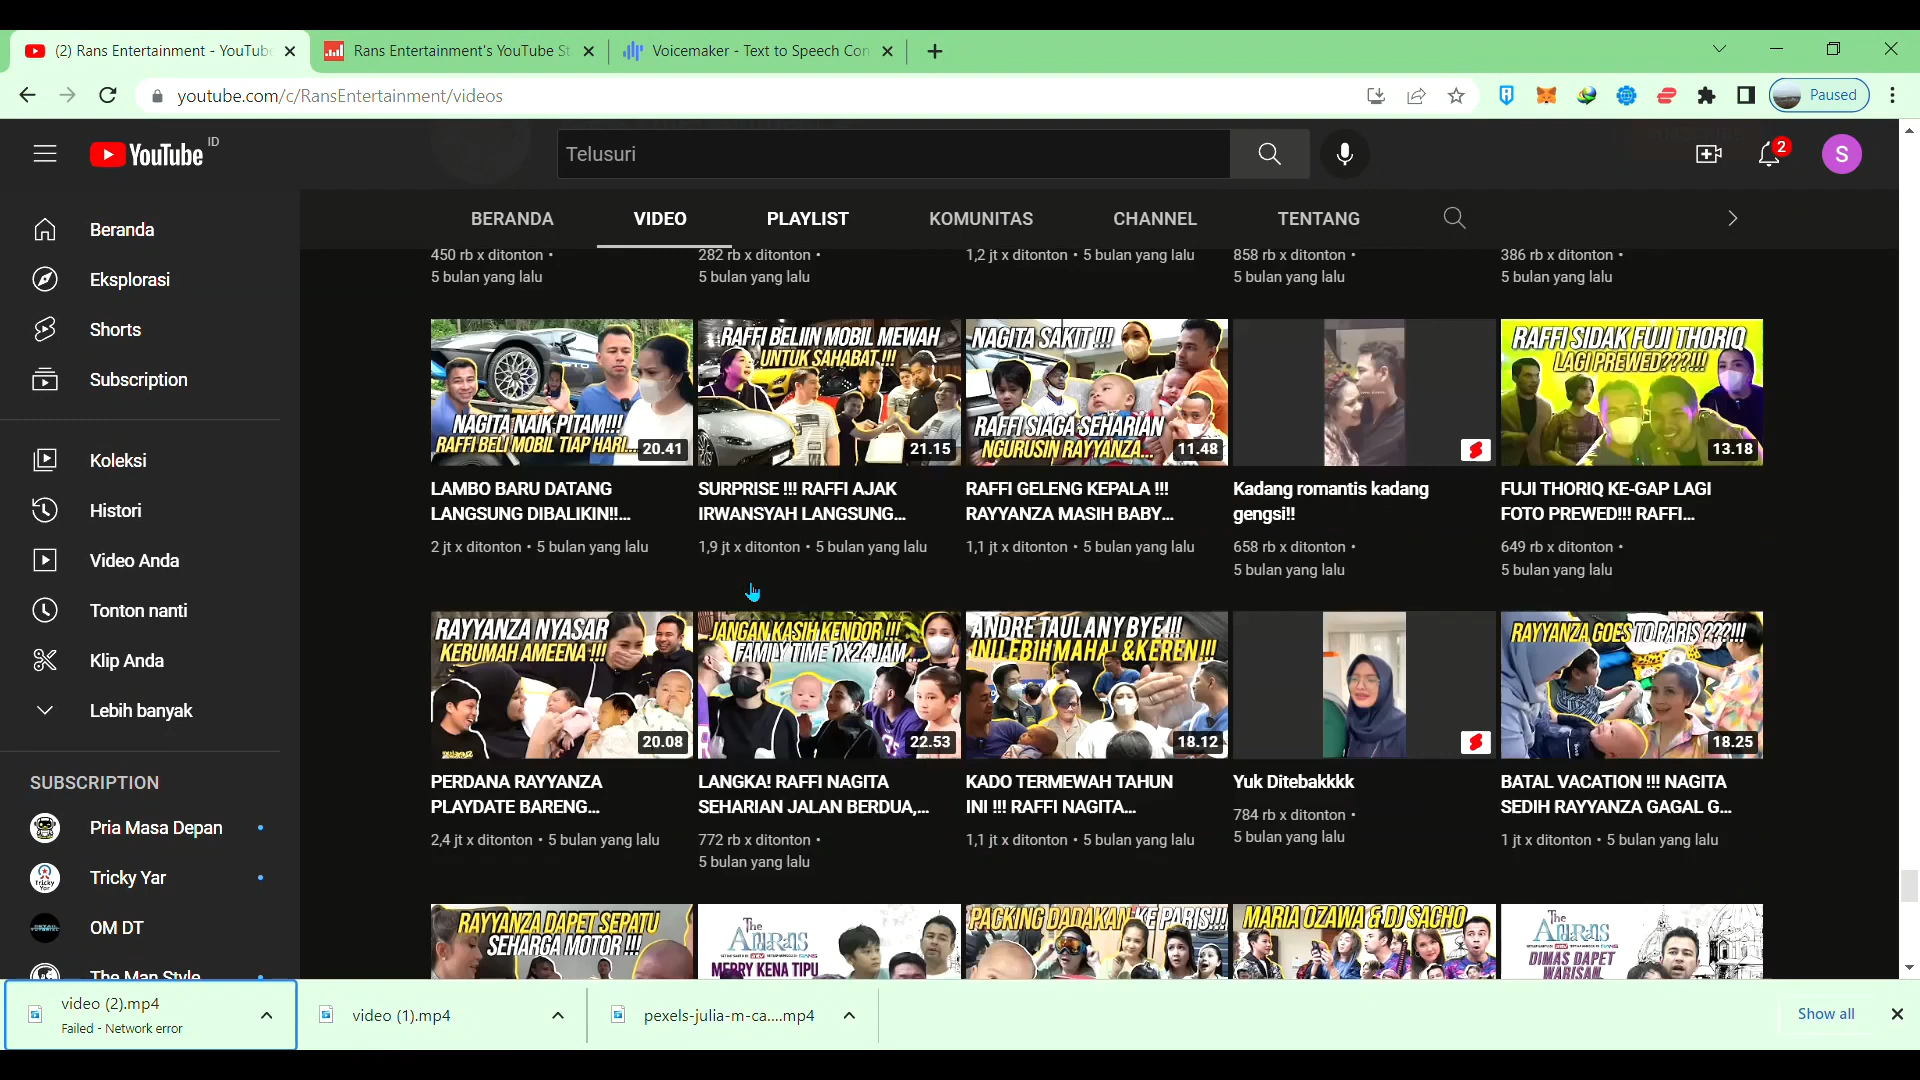 (2) Rans Entertainment - YouTube
Rans Entertainment's YouTube St
Voicemaker - Text to Speech Con
youtube.com/c/RansEntertainment/videos
Paused
YouTube ID
Telusuri
2
S
BERANDA
VIDEO
PLAYLIST
KOMUNITAS
CHANNEL
TENTANG
Beranda
Eksplorasi
Shorts
Subscription
Koleksi
Histori
Video Anda
Tonton nanti
Klip Anda
Lebih banyak
SUBSCRIPTION
Pria Masa Depan
Tricky Yar
OM DT
The Man Style
450 rb x ditonton •
5 bulan yang lalu
282 rb x ditonton •
5 bulan yang lalu
1,2 jt x ditonton • 5 bulan yang lalu
858 rb x ditonton •
5 bulan yang lalu
386 rb x ditonton •
5 bulan yang lalu
NAGITA NAIK PITAM!!!
RAFFI BELI MOBIL TIAP HARI...
20.41
LAMBO BARU DATANG
LANGSUNG DIBALIKIN!!...
2 jt x ditonton • 5 bulan yang lalu
RAFFI BELIIN MOBIL MEWAH
UNTUK SAHABAT!!!
21.15
SURPRISE !!! RAFFI AJAK
IRWANSYAH LANGSUNG...
1,9 jt x ditonton • 5 bulan yang lalu
NAGITA SAKIT !!!
RAFFI SIAGA SEHARIAN
NGURUSIN RAYYANZA...
11.48
RAFFI GELENG KEPALA !!!
RAYYANZA MASIH BABY...
1,1 jt x ditonton • 5 bulan yang lalu
Kadang romantis kadang
gengsi!!
658 rb x ditonton •
5 bulan yang lalu
RAFFI SIDAK FUJI THORIQ
LAGI PREWED???!!!
13.18
FUJI THORIQ KE-GAP LAGI
FOTO PREWED!!! RAFFI...
649 rb x ditonton •
5 bulan yang lalu
RAYYANZA NYASAR
KERUMAH AMEENA !!!
20.08
PERDANA RAYYANZA
PLAYDATE BARENG...
2,4 jt x ditonton • 5 bulan yang lalu
JANGAN KASIH KENDOR !!!
FAMILY TIME 1X24 JAM...
22.53
LANGKA! RAFFI NAGITA
SEHARIAN JALAN BERDUA,...
772 rb x ditonton •
5 bulan yang lalu
ANDRE TAULANY BYE!!!
INI LEBIH MAHAL & KEREN !!!
18.12
KADO TERMEWAH TAHUN
INI !!! RAFFI NAGITA...
1,1 jt x ditonton • 5 bulan yang lalu
Yuk Ditebakkkk
784 rb x ditonton •
5 bulan yang lalu
RAYYANZA GOES TO PARIS ???!!!
18.25
BATAL VACATION !!! NAGITA
SEDIH RAYYANZA GAGAL G...
1 jt x ditonton • 5 bulan yang lalu
RAYYANZA DAPET SEPATU
SEHARGA MOTOR !!!
The
MERRY KENA TIPU
PACKING DADAKAN KE PARIS!!!
MARIA OZAWA & DJ SACHO
The
DIMAS DAPET
WARISAN
video (2).mp4
Failed - Network error
video (1).mp4
pexels-julia-m-ca....mp4
Show all